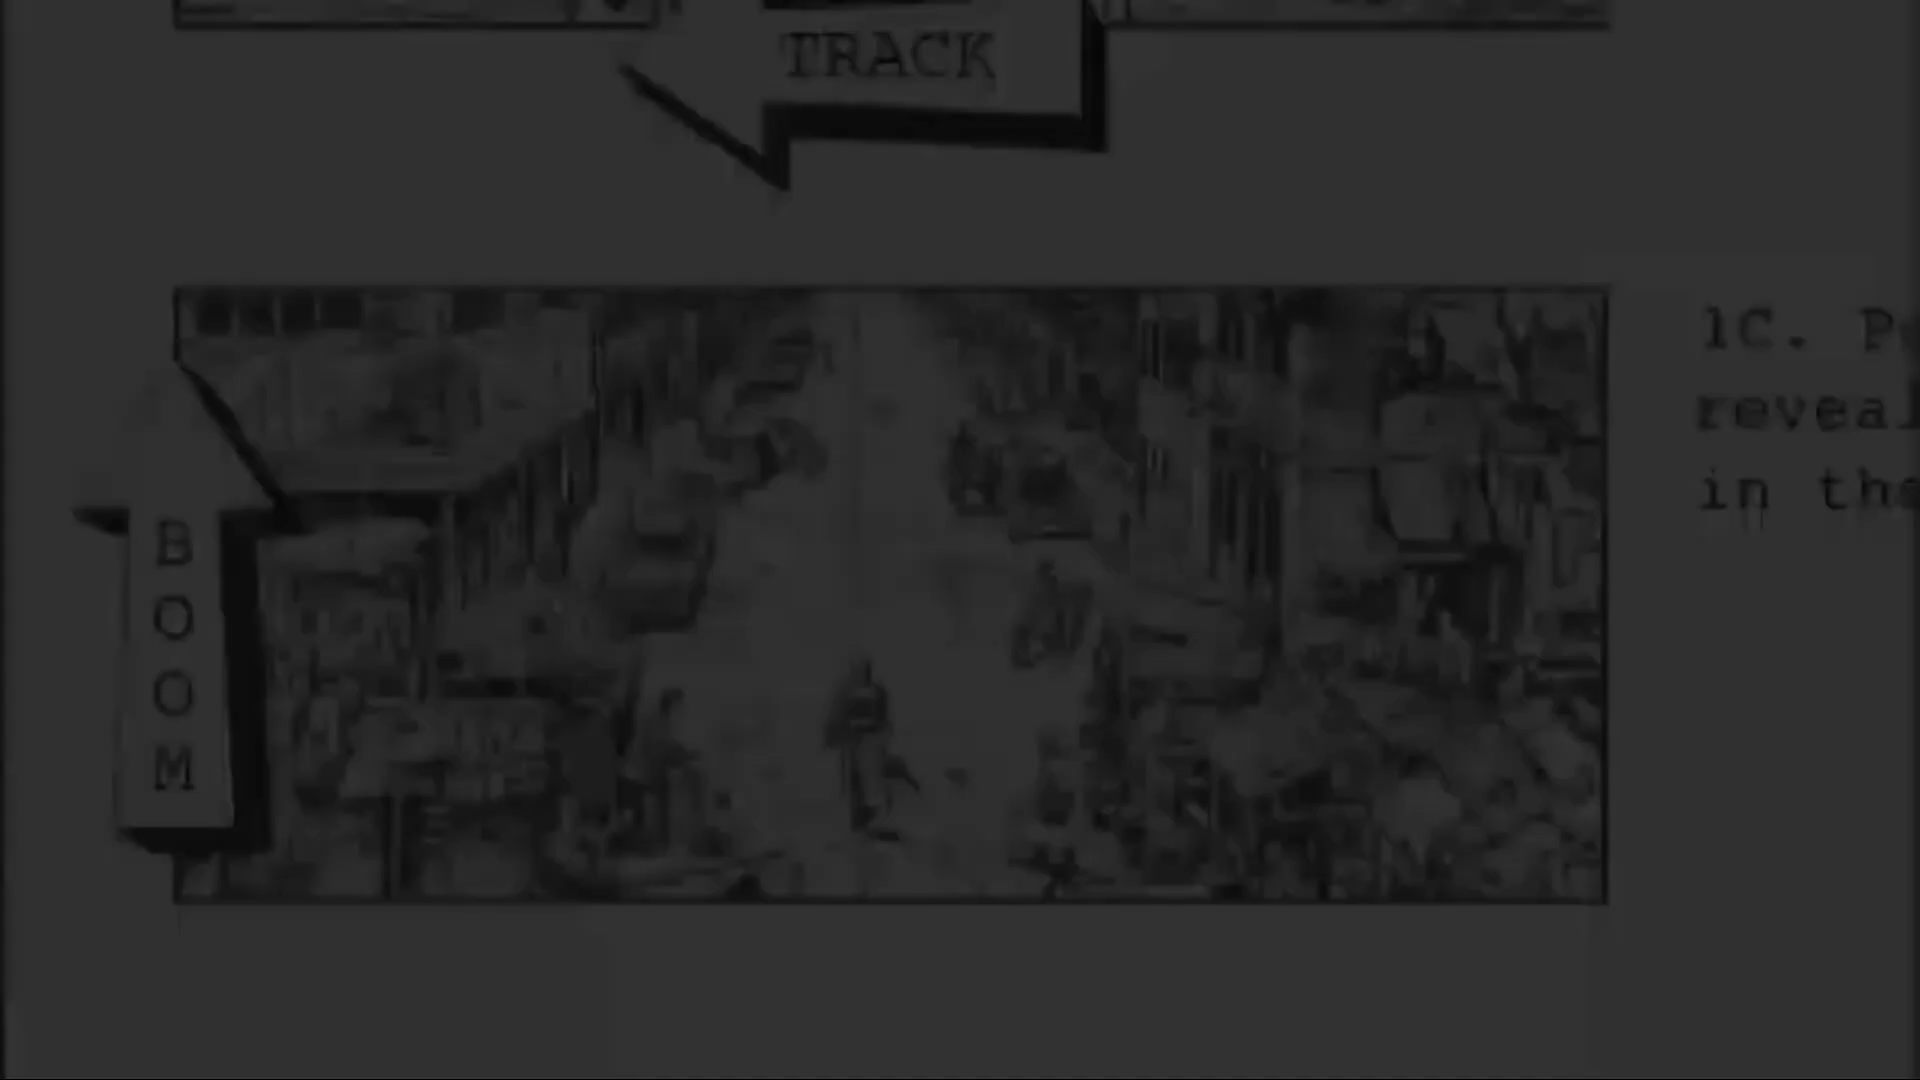 TRACK
1C.
reveal
in the
BOOM